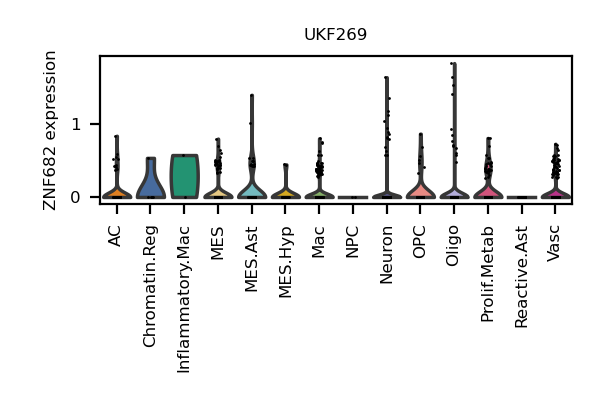 UKF269
ZNF682 expression
1
0
AC
Chromatin.Reg
Inflammatory.Mac
MES
MES.Ast
MES.Hyp
Mac
NPC
Neuron
OPC
Oligo
Prolif.Metab
Reactive.Ast
Vasc